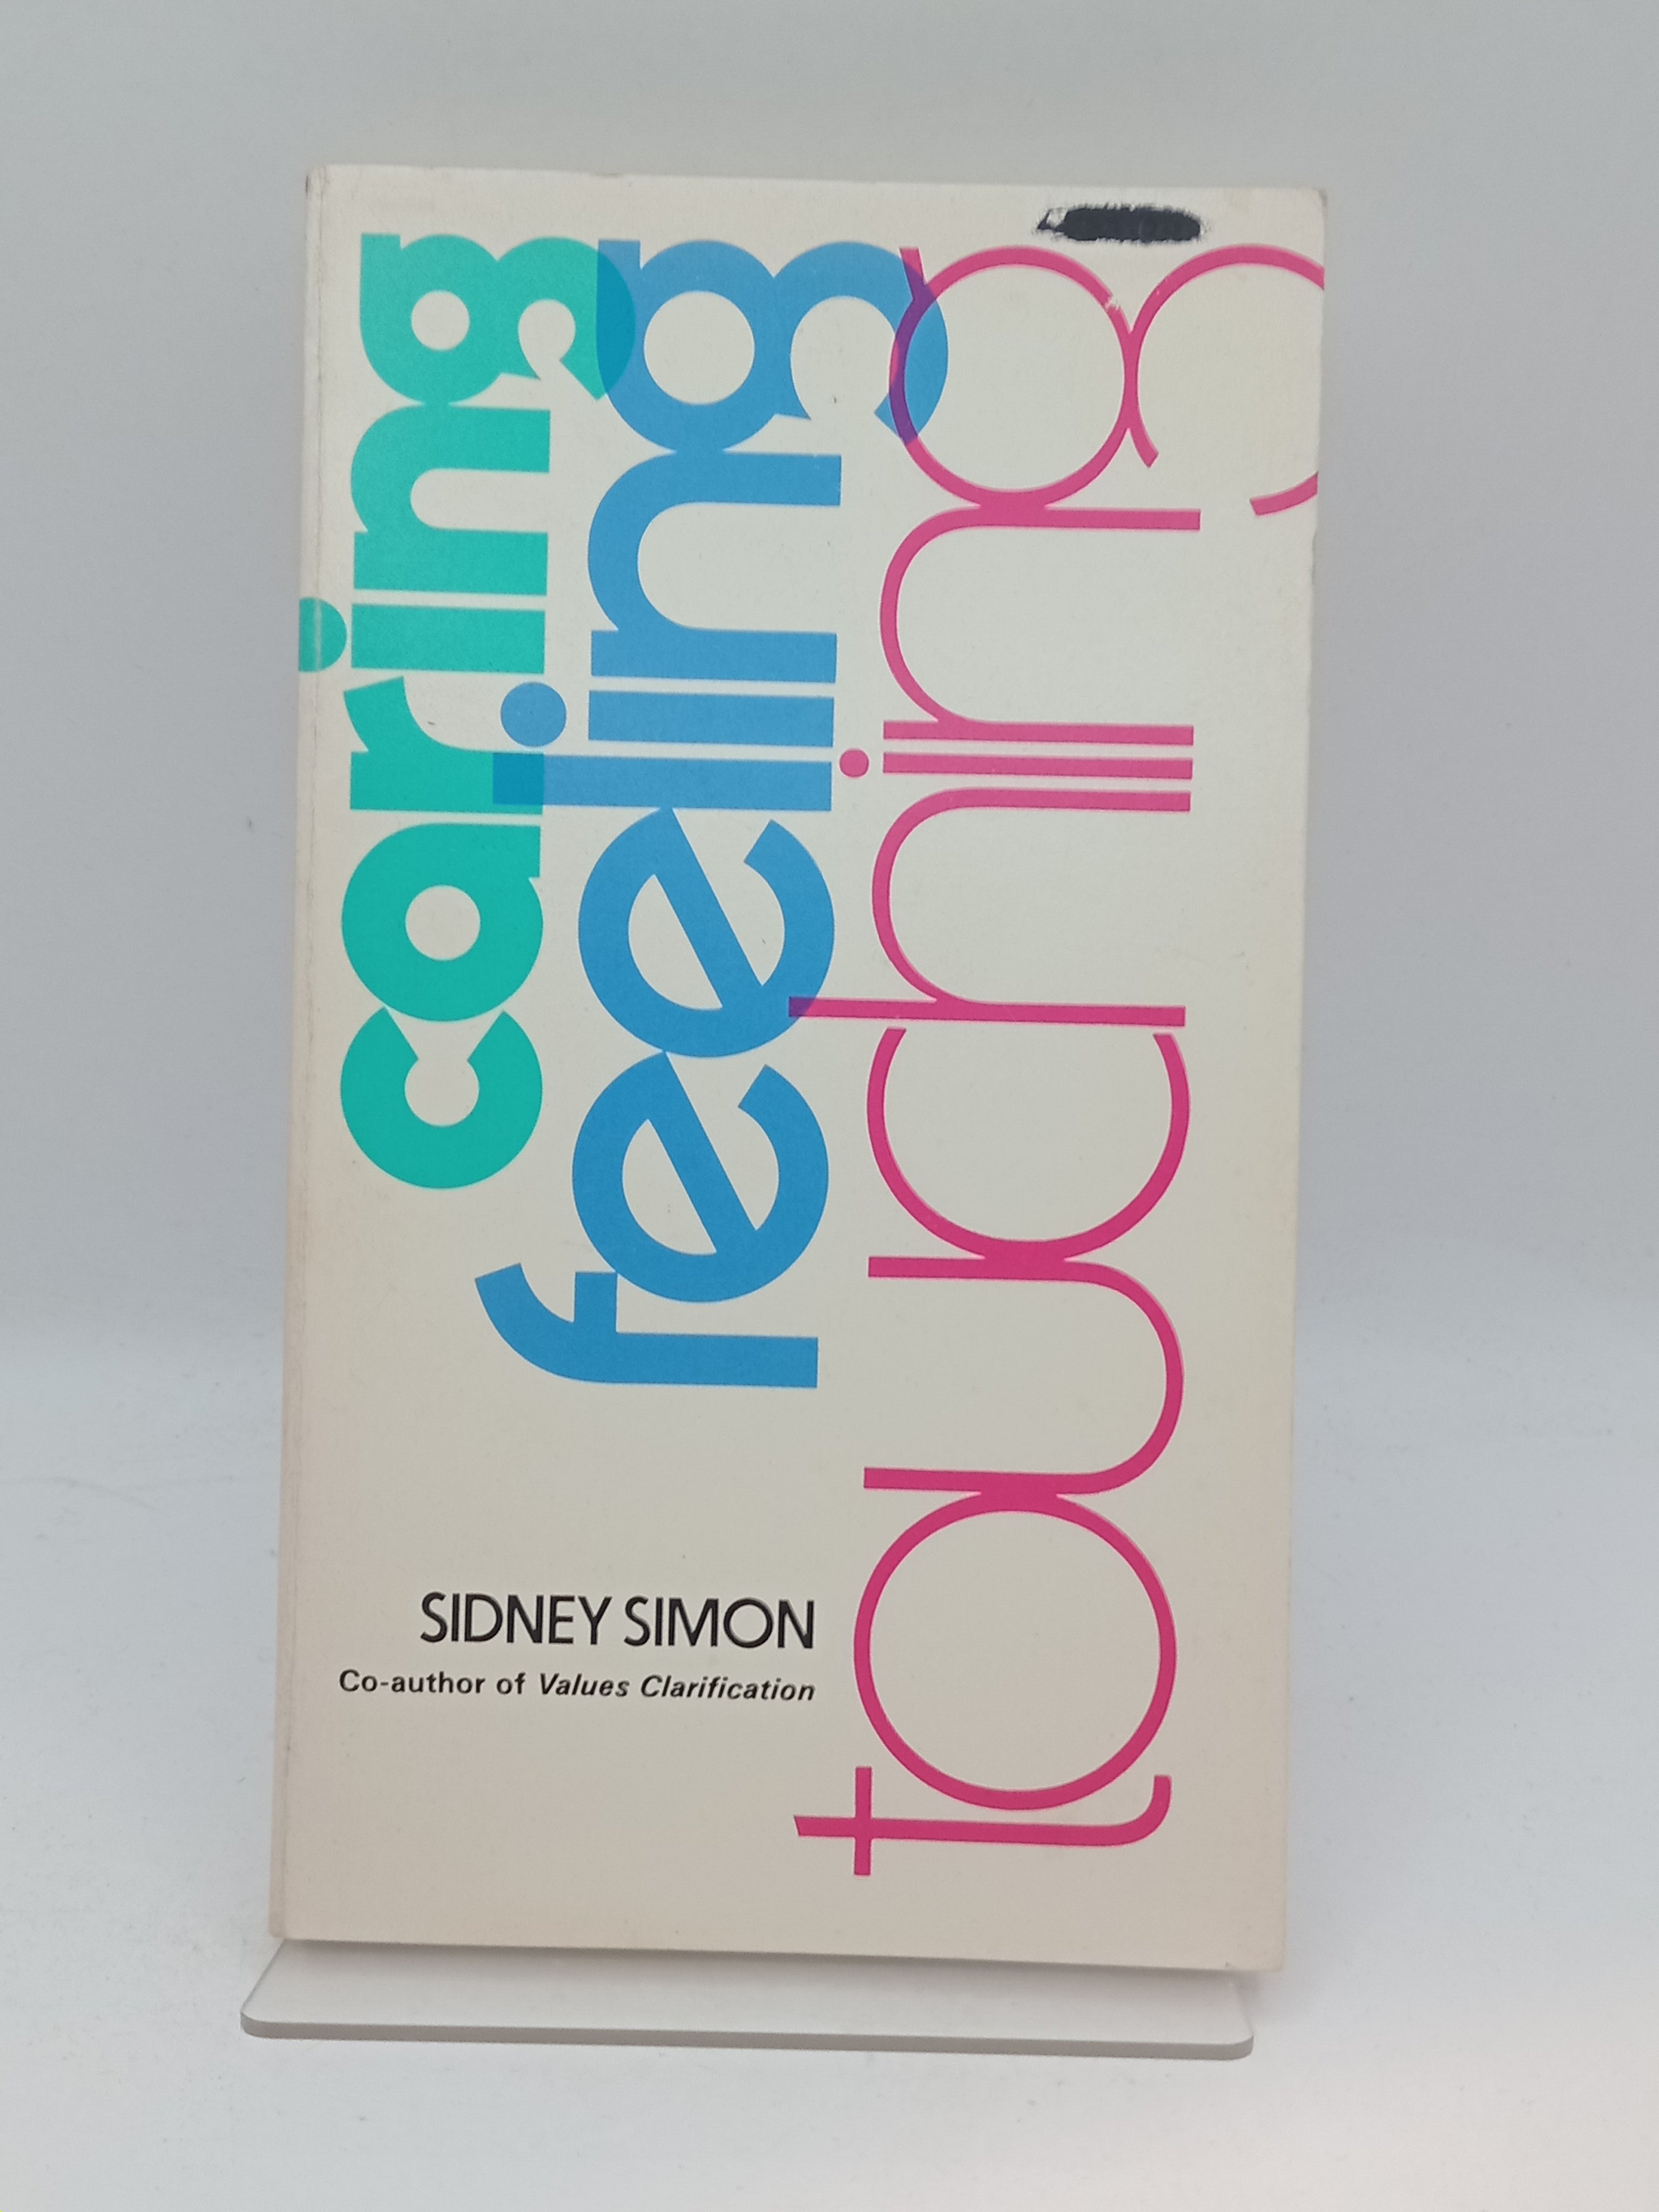 caring
feeling
touching
SIDNEY SIMON
Co-author of Values Clarification